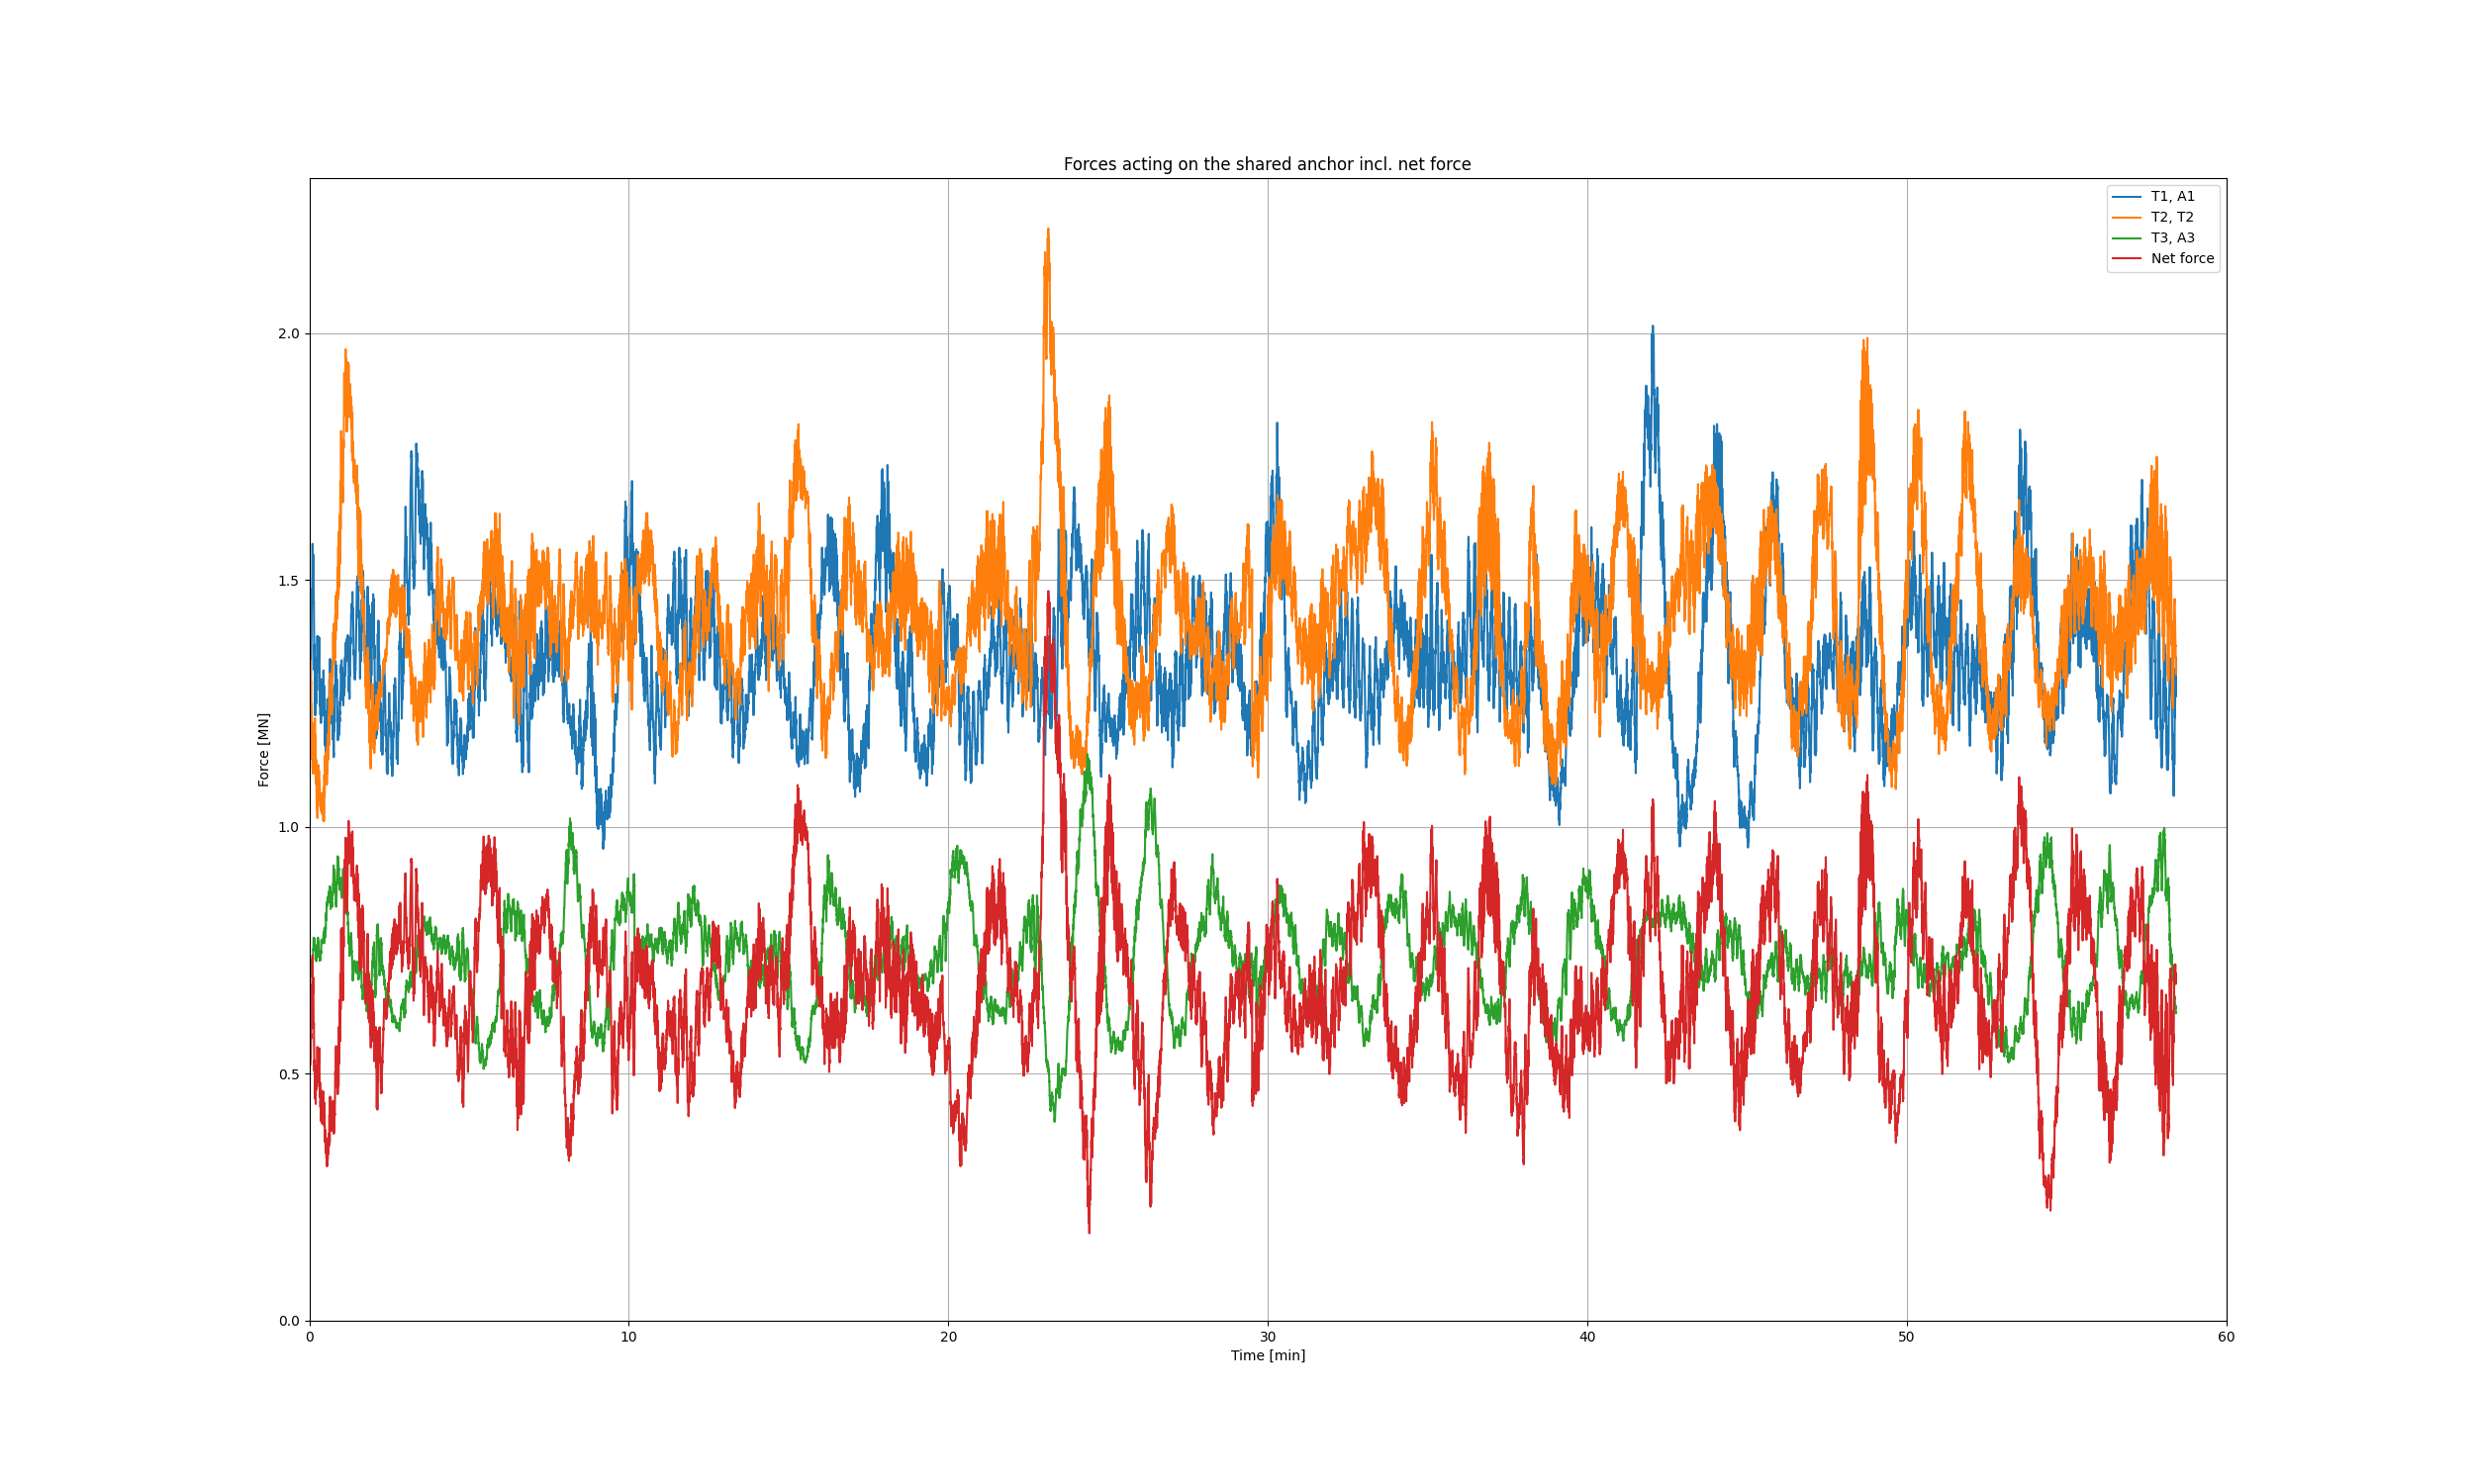 Forces acting on the shared anchor incl. net force
T1, A1
T2, T2
T3, A3
Net force
Force [MN]
2.0
1.5
1.0
0.5
0.0
0 10 20 30 40 50 60
Time [min]